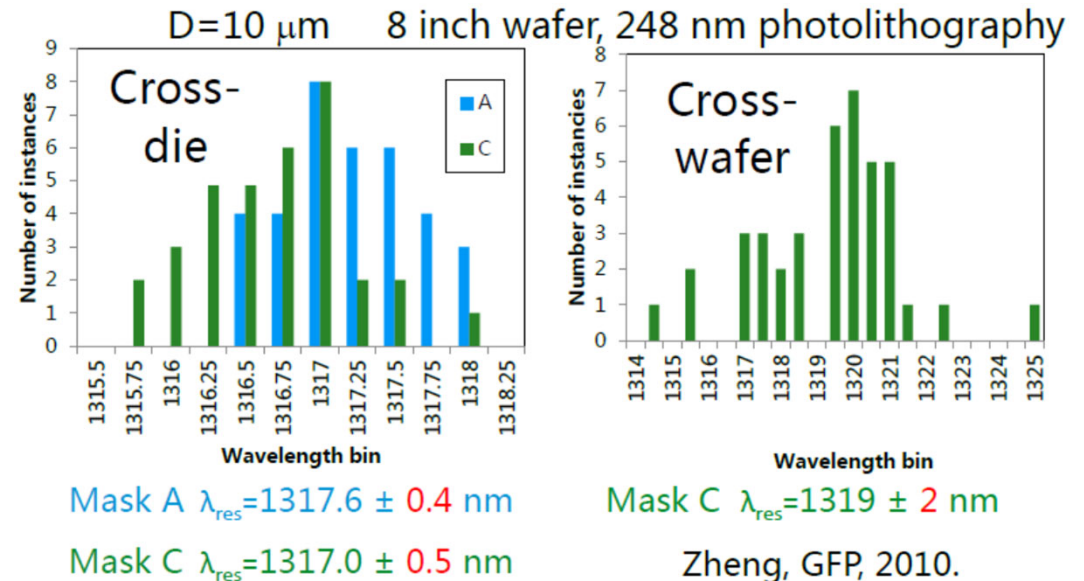 D=10 μm 8 inch wafer, 248 nm photolithography
Cross-
die
A
C
Number of instances
9
8
7
6
5
4
3
2
1
0
1315.5 1315.75 1316 1316.25 1316.5 1316.75 1317 1317.25 1317.5 1317.75 1318 1318.25
Wavelength bin
Mask A λres=1317.6 ± 0.4 nm
Mask C λres=1317.0 ± 0.5 nm
Cross-
wafer
Number of instancies
8
7
6
5
4
3
2
1
0
1314 1315 1316 1317 1318 1319 1320 1321 1322 1323 1324 1325
Wavelength bin
Mask C λres=1319 ± 2 nm
Zheng, GFP, 2010.